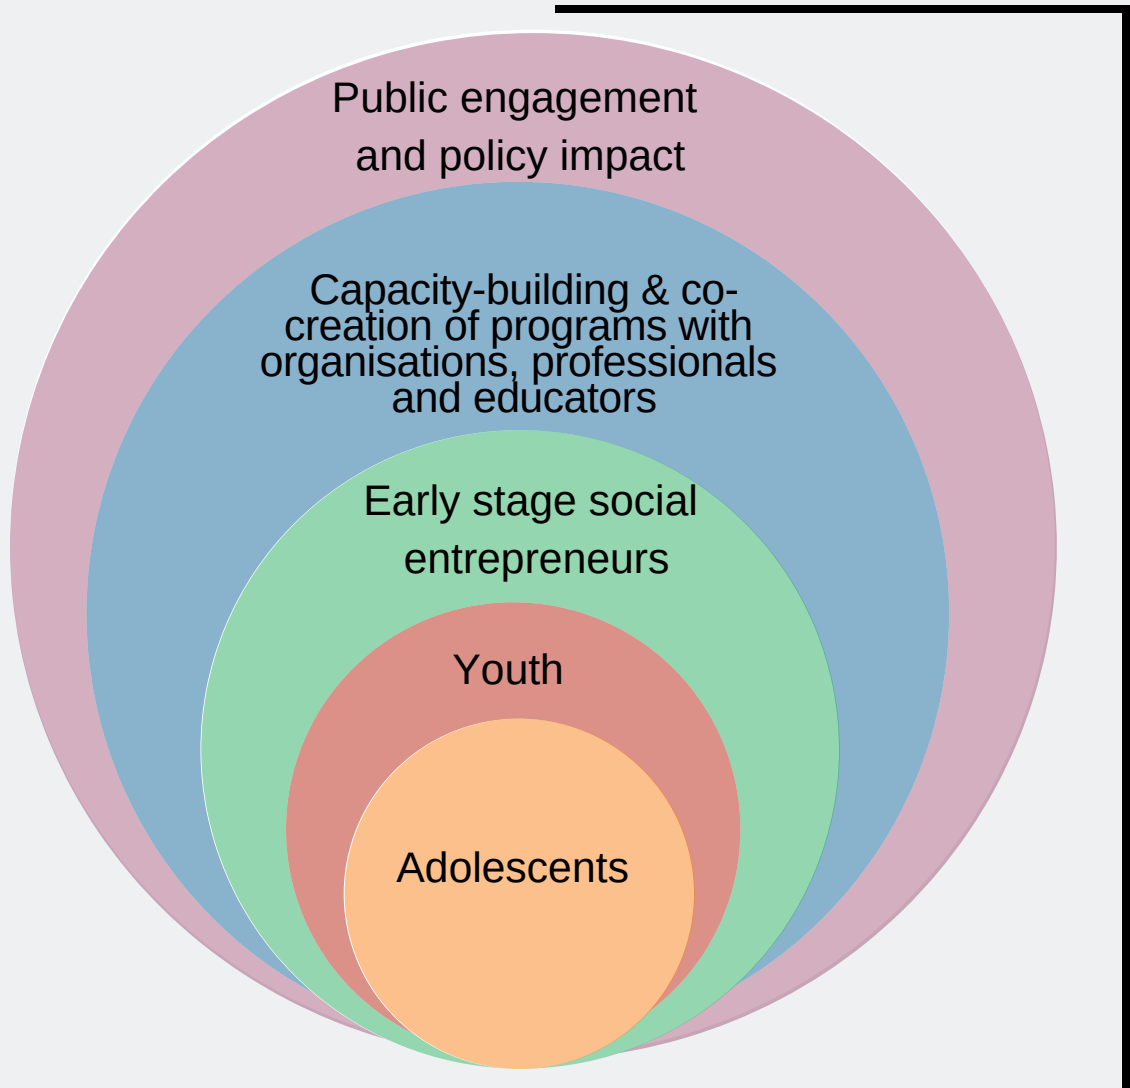 Public engagement
and policy impact
Capacity-building & co-
creation of programs with
organisations, professionals
and educators
Early stage social
entrepreneurs
Youth
Adolescents